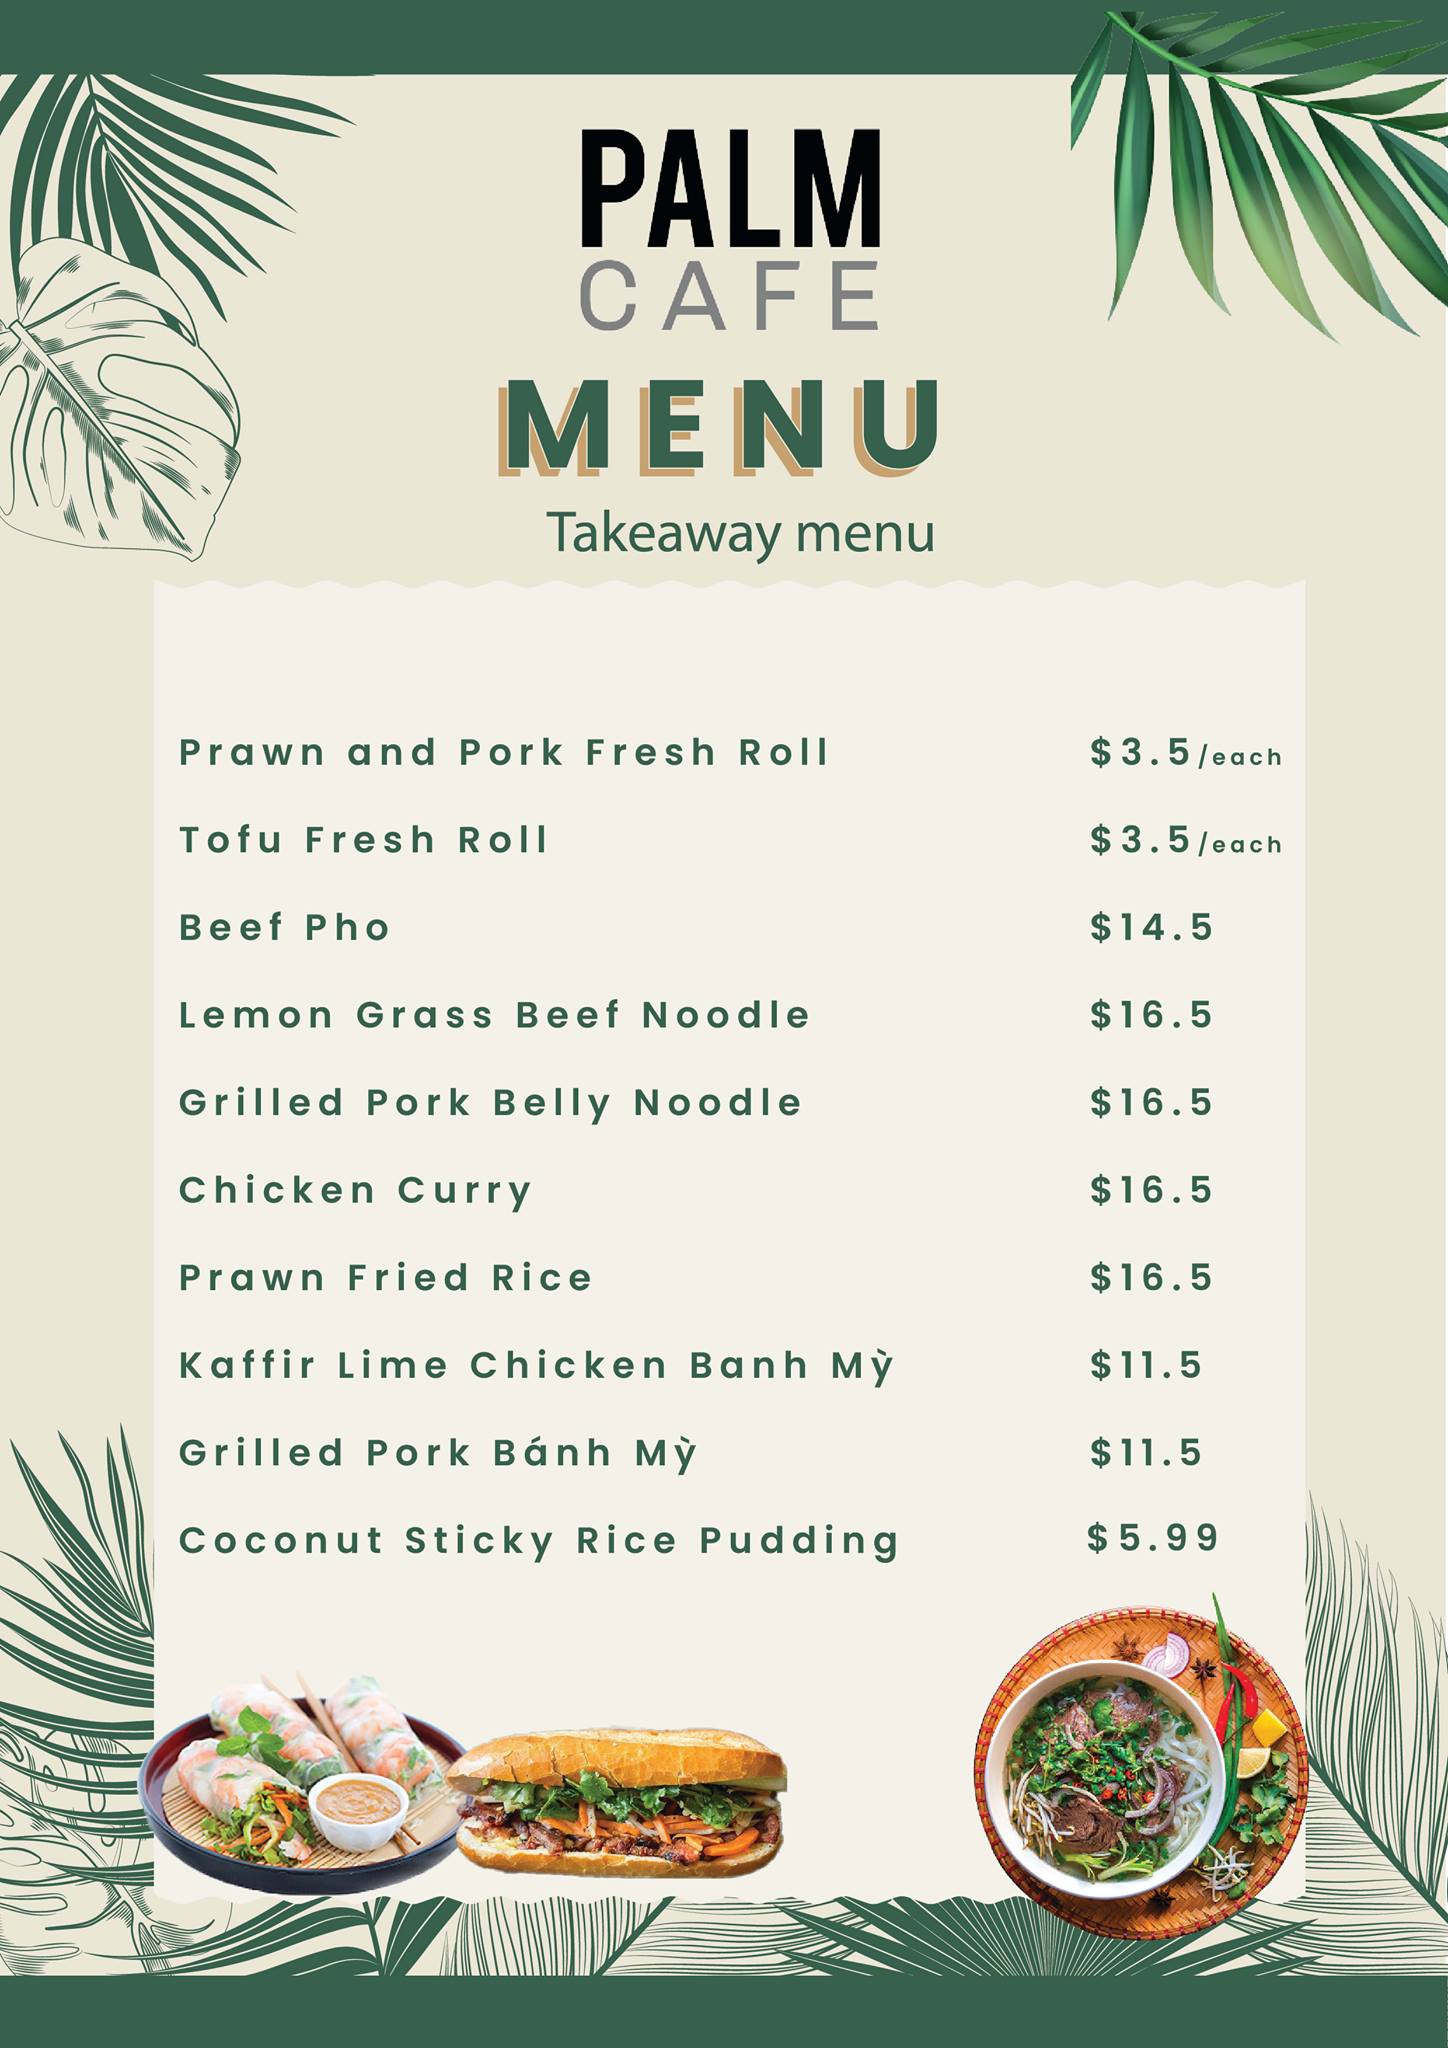 PALM
CAFE
MENU
Takeaway menu
Prawn and Pork Fresh Roll $3.5/each
Tofu Fresh Roll $3.5/each
Beef Pho $14.5
Lemon Grass Beef Noodle $16.5
Grilled Pork Belly Noodle $16.5
Chicken Curry $16.5
Prawn Fried Rice $16.5
Kaffir Lime Chicken Banh Mỳ $11.5
Grilled Pork Bánh Mỳ $11.5
Coconut Sticky Rice Pudding $5.99